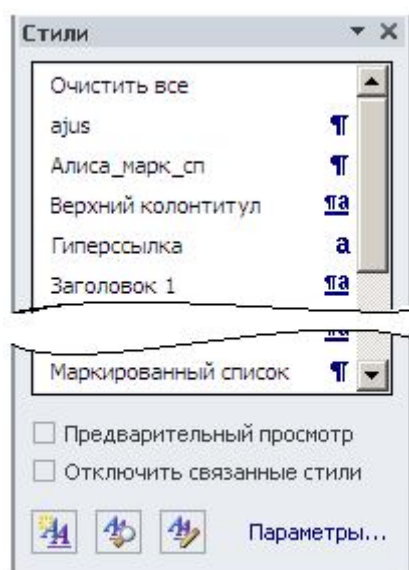 Стили
Очистить все
ajus ¶
Алиса_марк_сп ¶
Верхний колонтитул ¶a
Гиперссылка a
Заголовок 1 ¶a
Маркированный список ¶
Предварительный просмотр
Отключить связанные стили
Параметры...